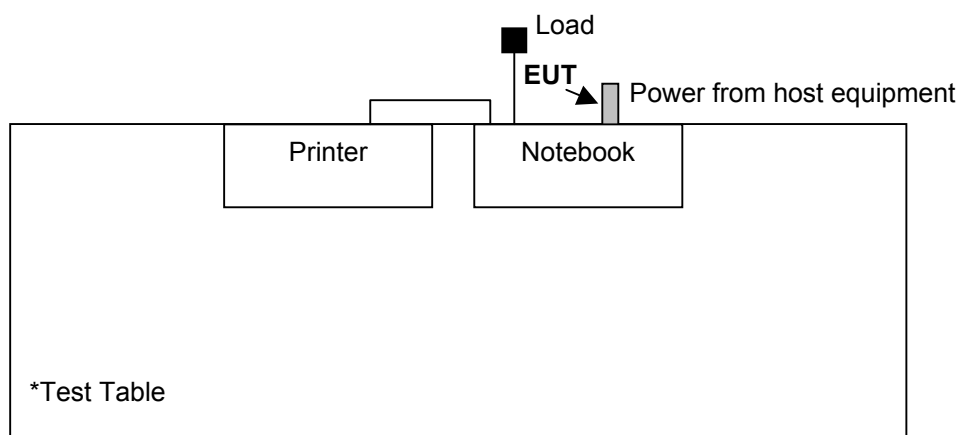 Load
EUT
Power from host equipment
Printer
Notebook
*Test Table